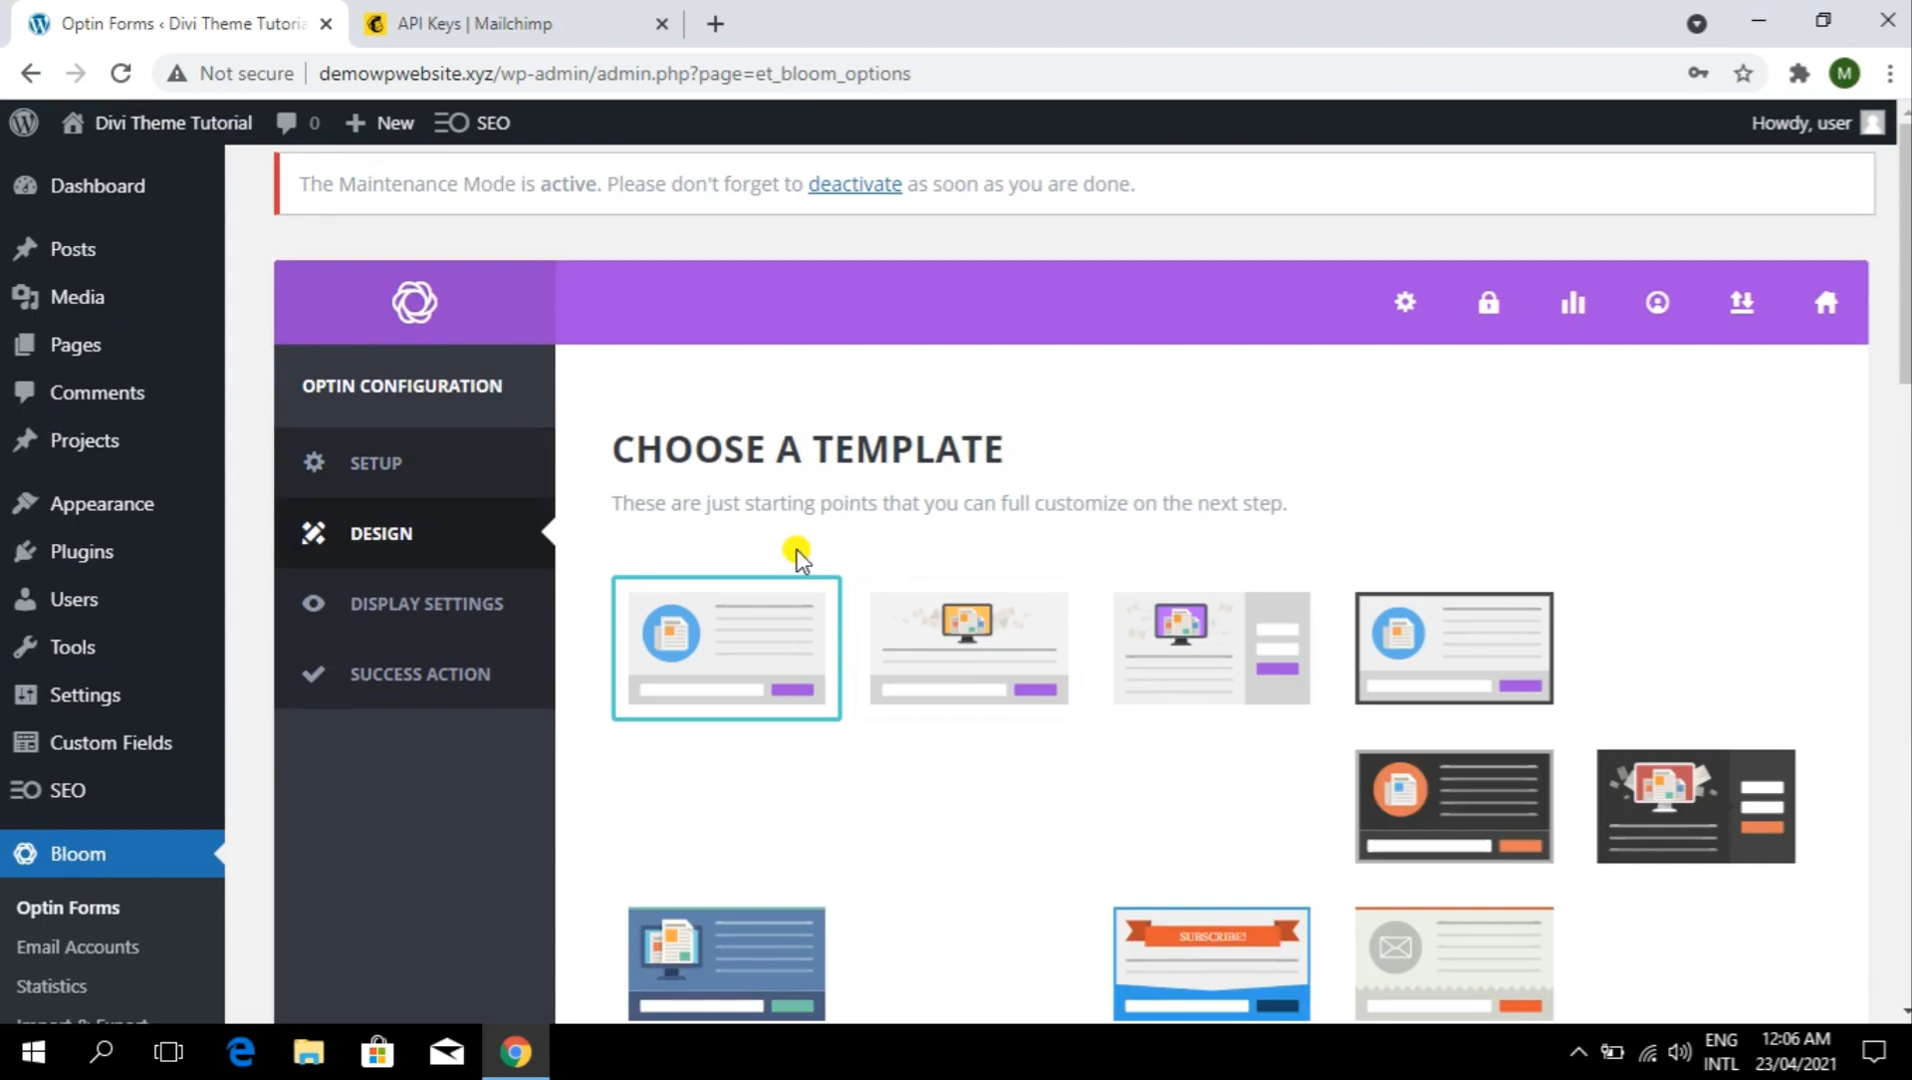 Optin Forms ‹ Divi Theme Tutoria
API Keys | Mailchimp
Not secure
demowpwebsite.xyz/wp-admin/admin.php?page=et_bloom_options
M
Divi Theme Tutorial
0
New
SEO
Howdy, user
Dashboard
Posts
Media
Pages
Comments
Projects
Appearance
Plugins
Users
Tools
Settings
Custom Fields
SEO
Bloom
Optin Forms
Email Accounts
Statistics
Import & Export
The Maintenance Mode is active. Please don't forget to deactivate as soon as you are done.
OPTIN CONFIGURATION
SETUP
DESIGN
DISPLAY SETTINGS
SUCCESS ACTION
CHOOSE A TEMPLATE
These are just starting points that you can full customize on the next step.
SUBSCRIBE!
ENG
INTL
12:06 AM
23/04/2021